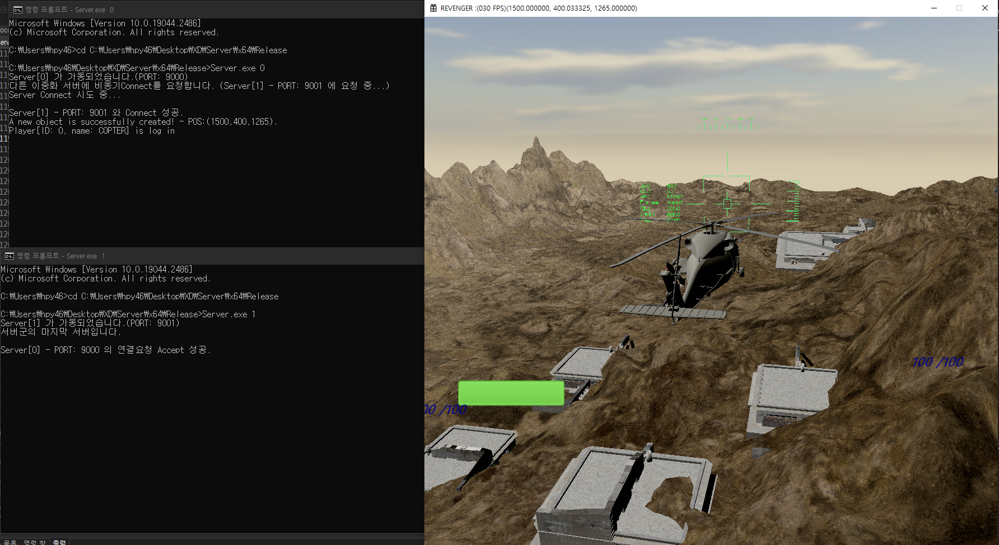 명령 프롬프트 - Server.exe 0
Microsoft Windows [Version 10.0.19044.2486]
(c) Microsoft Corporation. All rights reserved.
C:\Users\hpy46>cd C:\Users\hpy46\Desktop\XD\Server\x64\Release
C:\Users\hpy46\Desktop\XD\Server\x64\Release>Server.exe 0
Server[0] 가 가동되었습니다.(PORT: 9000)
다른 이중화 서버에 비동기Connect를 요청합니다. (Server[1] - PORT: 9001 에 요청 중...)
Server Connect 시도 중...
Server[1] - PORT: 9001 와 Connect 성공.
A new object is successfully created! - POS:(1500,400,1265).
Player[ID: 0, name: COPTER] is log in
명령 프롬프트 - Server.exe 1
Microsoft Windows [Version 10.0.19044.2486]
(c) Microsoft Corporation. All rights reserved.
C:\Users\hpy46>cd C:\Users\hpy46\Desktop\XD\Server\x64\Release
C:\Users\hpy46\Desktop\XD\Server\x64\Release>Server.exe 1
Server[1] 가 가동되었습니다.(PORT: 9001)
서버군의 마지막 서버입니다.
Server[0] - PORT: 9000 의 연결요청 Accept 성공.
목록 명령 창 출력
REVENGER :(030 FPS)(1500.000000, 400.033325, 1265.000000)
100 /100
00 /100